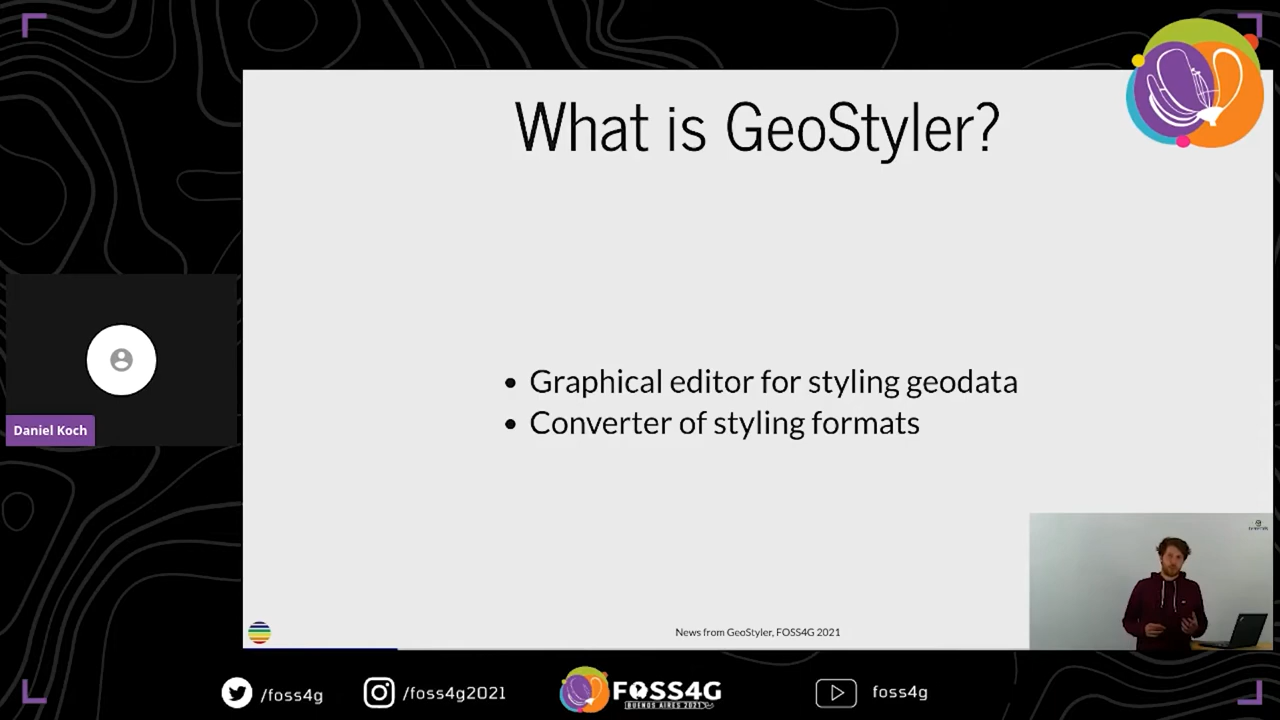 What is GeoStyler?
• Graphical editor for styling geodata
• Converter of styling formats
Daniel Koch
News from GeoStyler, FOSS4G 2021
/foss4g
/foss4g2021
FOSS4G
BUENOS AIRES 2021
foss4g